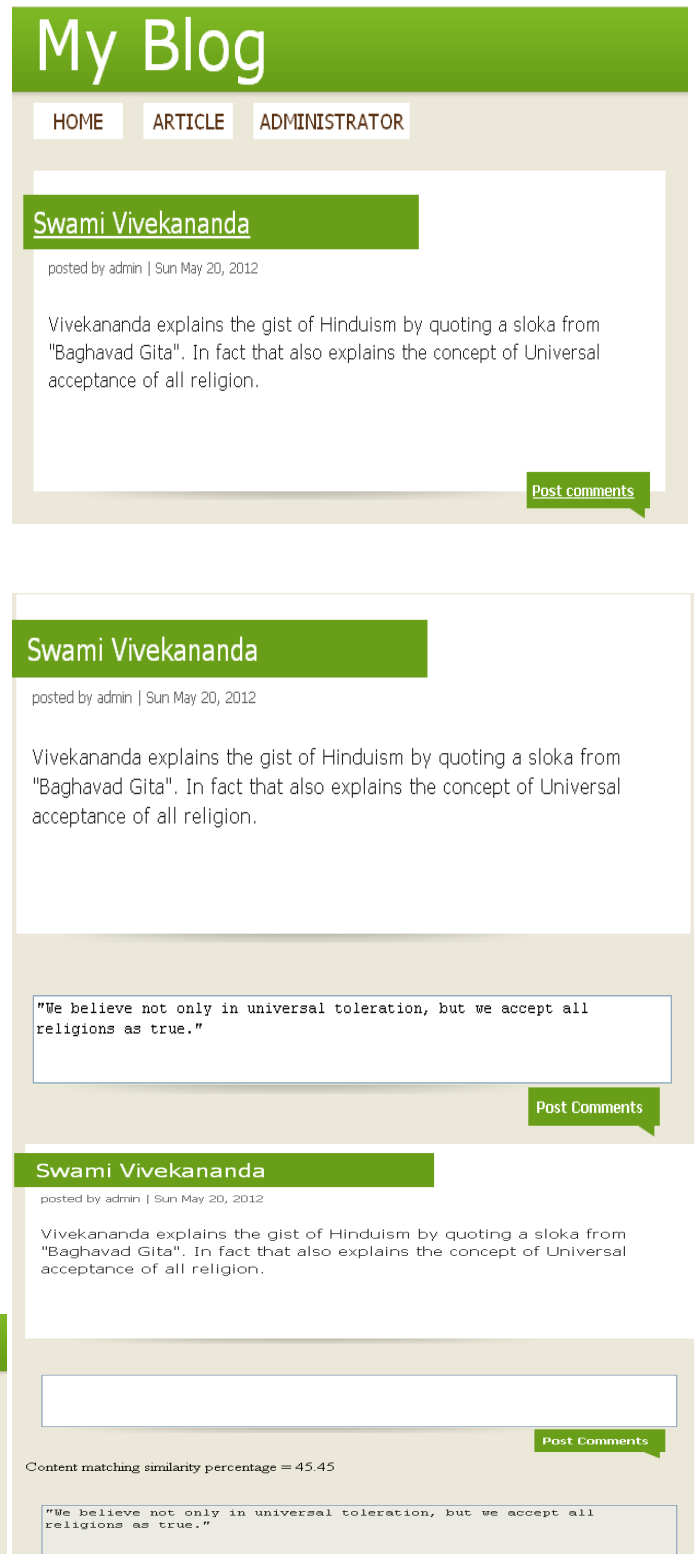 My Blog
HOME ARTICLE ADMINISTRATOR
Swami Vivekananda
posted by admin | Sun May 20, 2012
Vivekananda explains the gist of Hinduism by quoting a sloka from
"Baghavad Gita". In fact that also explains the concept of Universal
acceptance of all religion.
Post comments
Swami Vivekananda
posted by admin | Sun May 20, 2012
Vivekananda explains the gist of Hinduism by quoting a sloka from
"Baghavad Gita". In fact that also explains the concept of Universal
acceptance of all religion.
"We believe not only in universal toleration, but we accept all
religions as true."
Post Comments
Swami Vivekananda
posted by admin | Sun May 20, 2012
Vivekananda explains the gist of Hinduism by quoting a sloka from
"Baghavad Gita". In fact that also explains the concept of Universal
acceptance of all religion.
Post Comments
Content matching similarity percentage = 45.45
"We believe not only in universal toleration, but we accept all
religions as true."